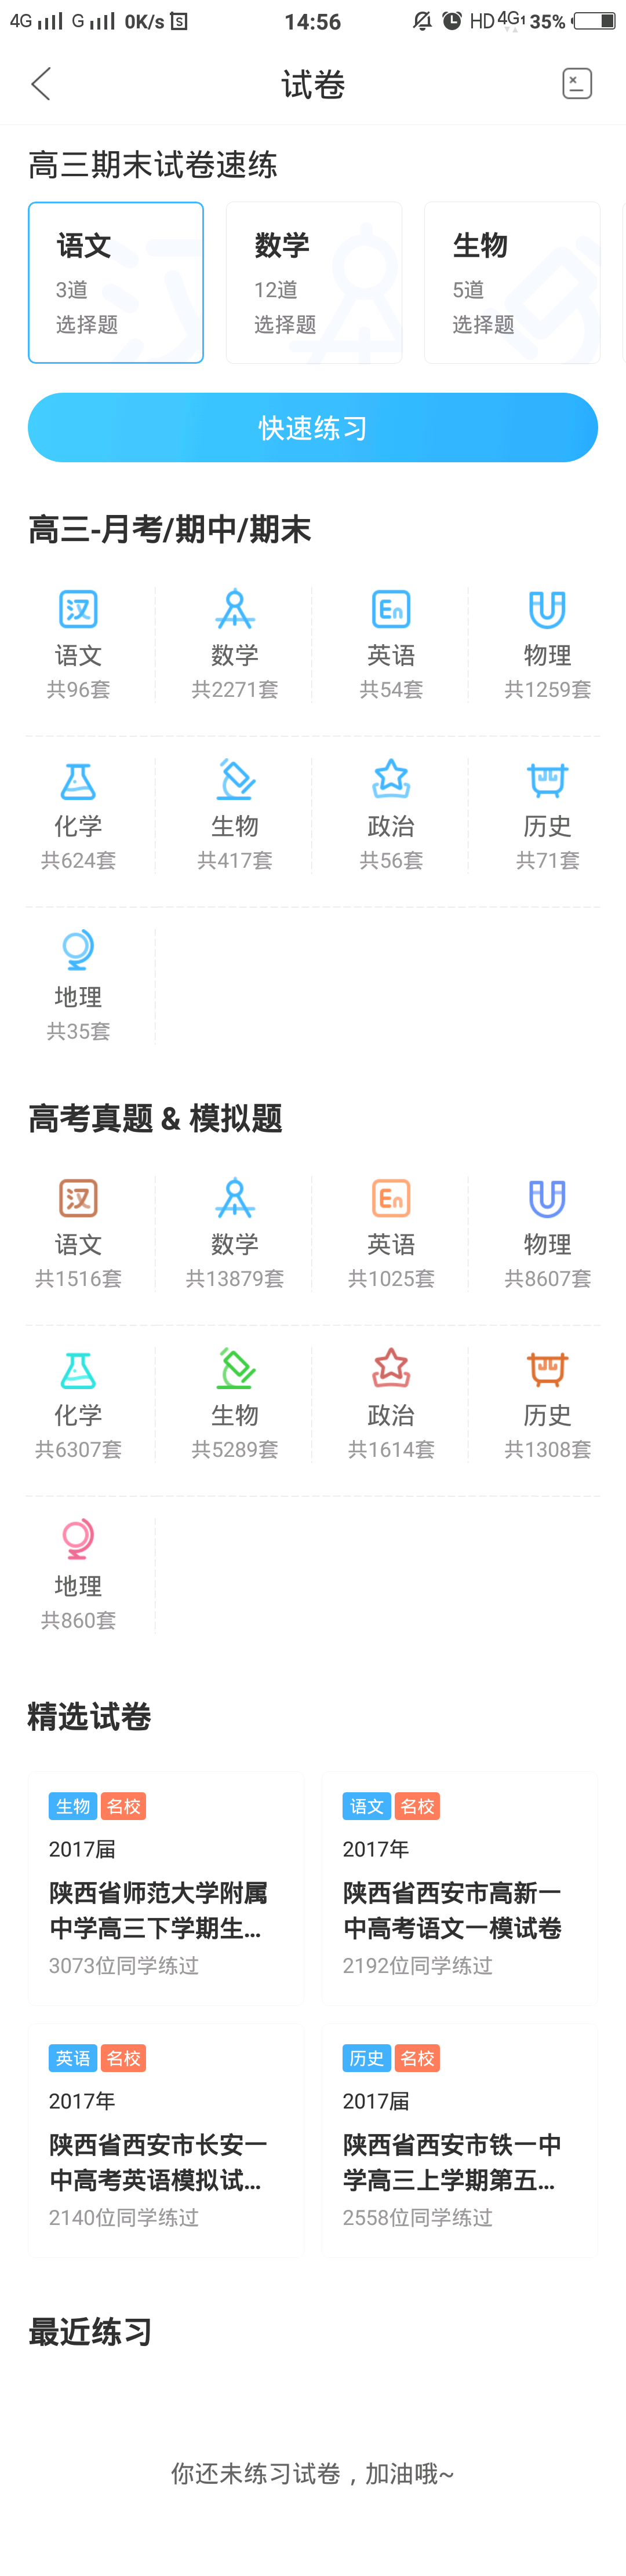 4G G 0K/s 14:56 HD 4G 1 35%
试卷
高三期末试卷速练
语文 数学 生物
3道 12道 5道
选择题 选择题 选择题
快速练习
高三-月考/期中/期末
汉 En
语文 数学 英语 物理
共96套 共2271套 共54套 共1259套
化学 生物 政治 历史
共624套 共417套 共56套 共71套
地理
共35套
高考真题 & 模拟题
汉 En
语文 数学 英语 物理
共1516套 共13879套 共1025套 共8607套
化学 生物 政治 历史
共6307套 共5289套 共1614套 共1308套
地理
共860套
精选试卷
生物 名校
2017届
陕西省师范大学附属
中学高三下学期生...
3073位同学练过
语文 名校
2017年
陕西省西安市高新一
中高考语文一模试卷
2192位同学练过
英语 名校
2017年
陕西省西安市长安一
中高考英语模拟试...
2140位同学练过
历史 名校
2017届
陕西省西安市铁一中
学高三上学期第五...
2558位同学练过
最近练习
你还未练习试卷，加油哦~